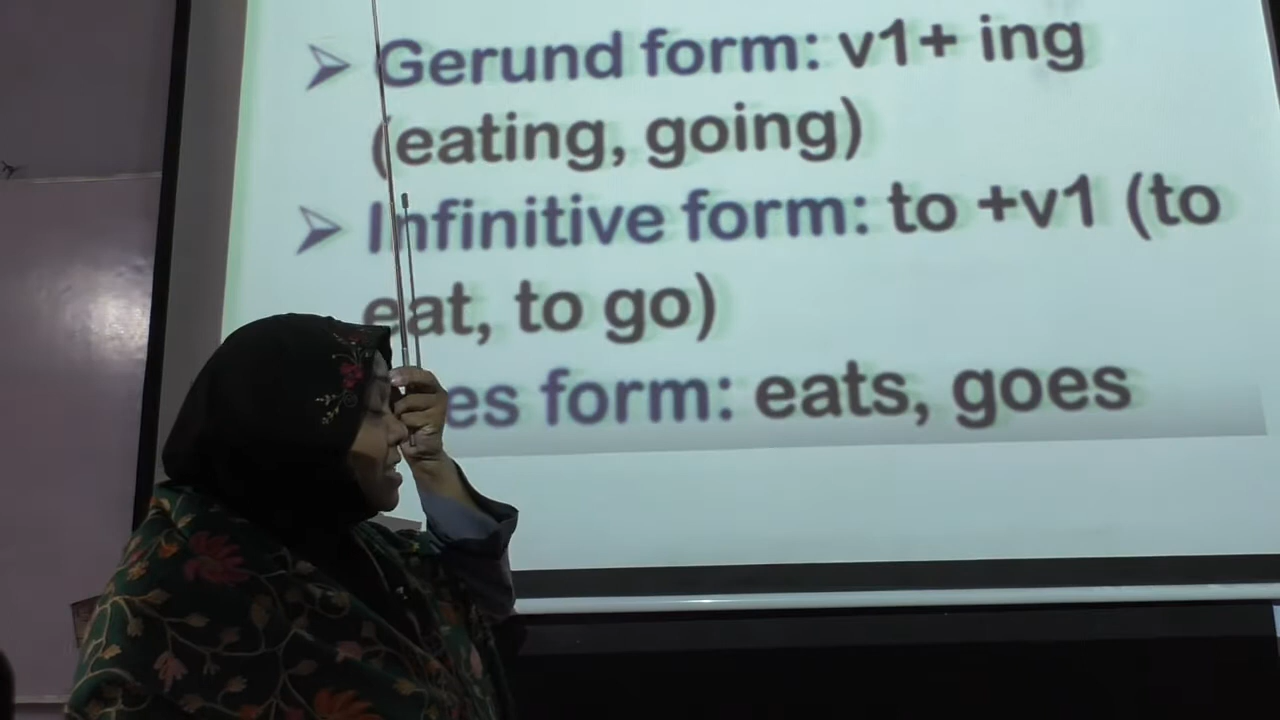 Gerund form: v1+ ing
(eating, going)
Infinitive form: to +v1 (to
eat, to go)
es form: eats, goes